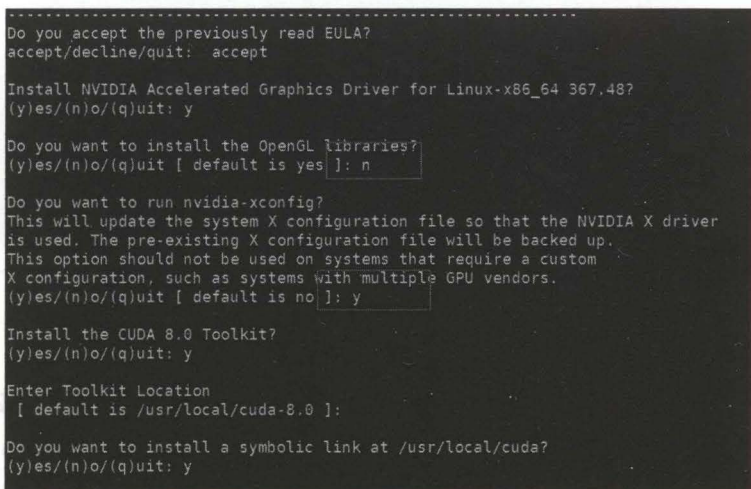 Do you accept the previously read EULA?
accept/decline/quit:  accept
Install NVIDIA Accelerated Graphics Driver for Linux-x86_64 367.48?
(y)es/(n)o/(q)uit: y
Do you want to install the OpenGL libraries?
(y)es/(n)o/(q)uit [ default is yes ]: n
Do you want to run nvidia-xconfig?
This will update the system X configuration file so that the NVIDIA X driver
is used. The pre-existing X configuration file will be backed up.
This option should not be used on systems that require a custom
X configuration, such as systems with multiple GPU vendors.
(y)es/(n)o/(q)uit [ default is no ]: y
Install the CUDA 8.0 Toolkit?
(y)es/(n)o/(q)uit: y
Enter Toolkit Location
 [ default is /usr/local/cuda-8.0 ]:
Do you want to install a symbolic link at /usr/local/cuda?
(y)es/(n)o/(q)uit: y